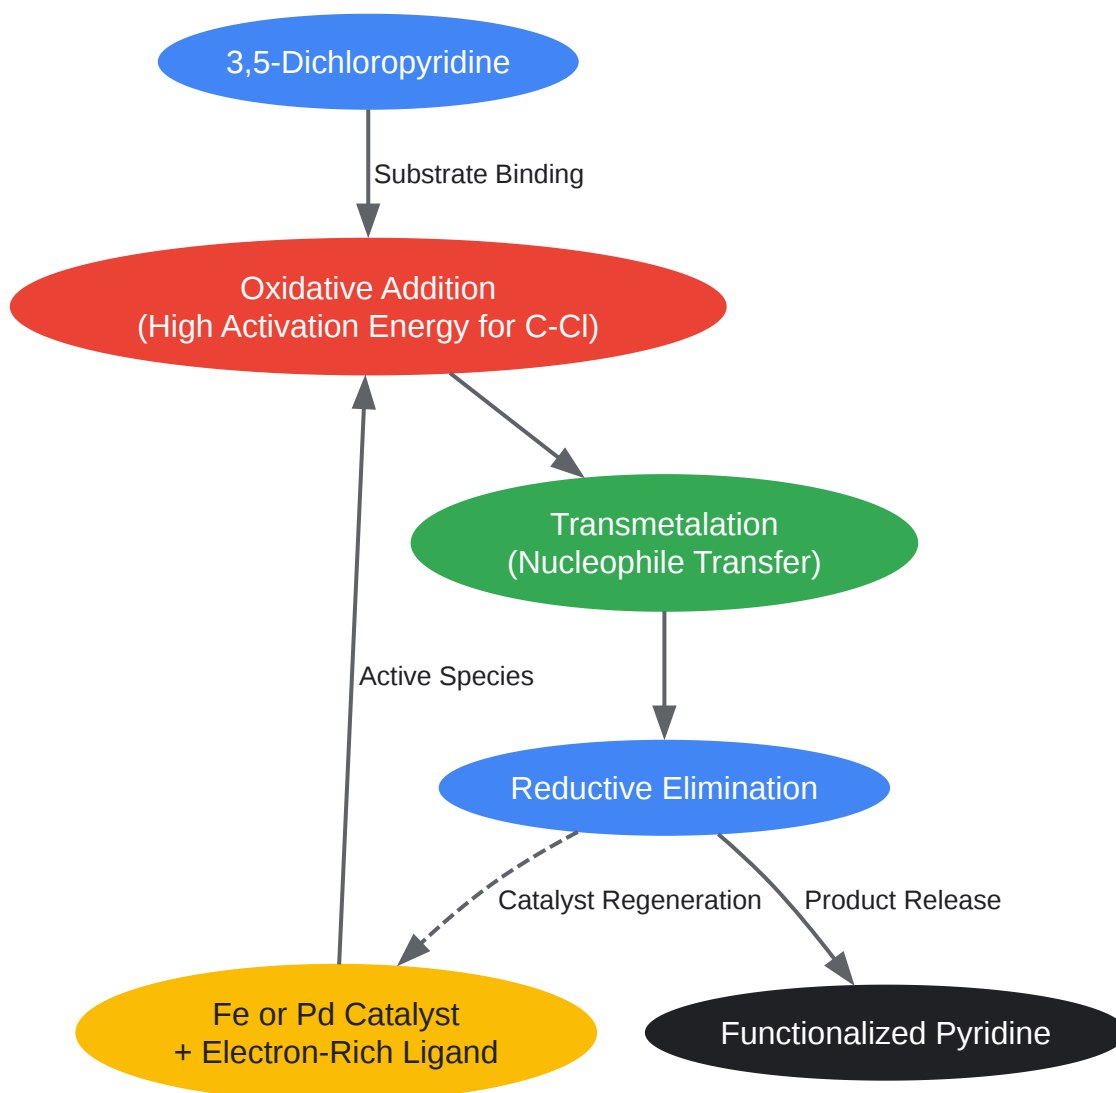 3,5-Dichloropyridine
Substrate Binding
Oxidative Addition
(High Activation Energy for C-Cl)
Transmetalation
(Nucleophile Transfer)
Active Species
Reductive Elimination
Catalyst Regeneration
Product Release
Fe or Pd Catalyst
+ Electron-Rich Ligand
Functionalized Pyridine